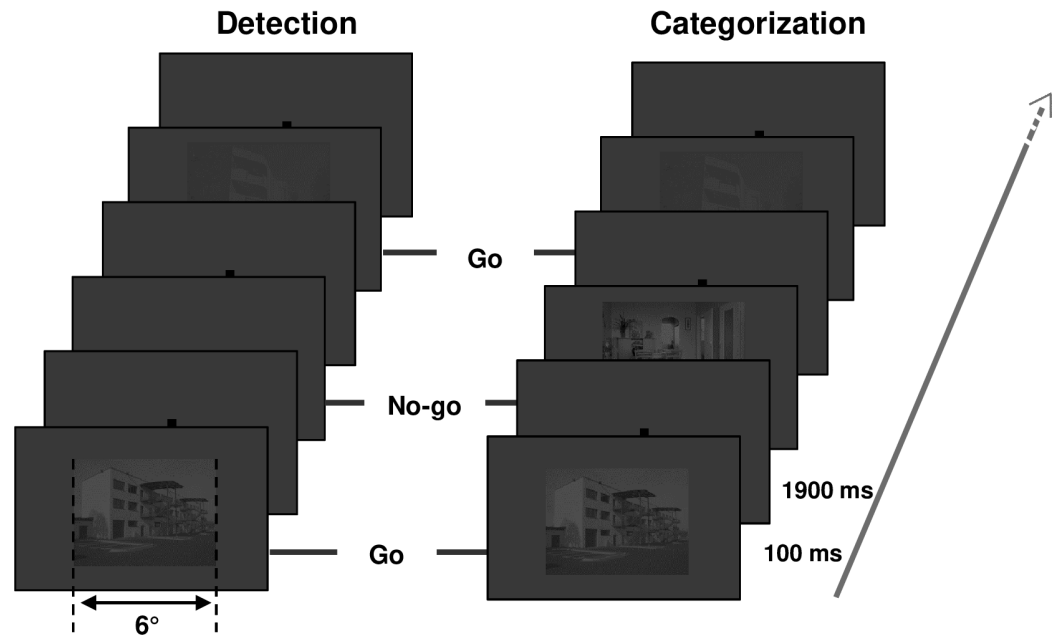 Detection
Categorization
Go
No-go
1900 ms
Go
100 ms
6°